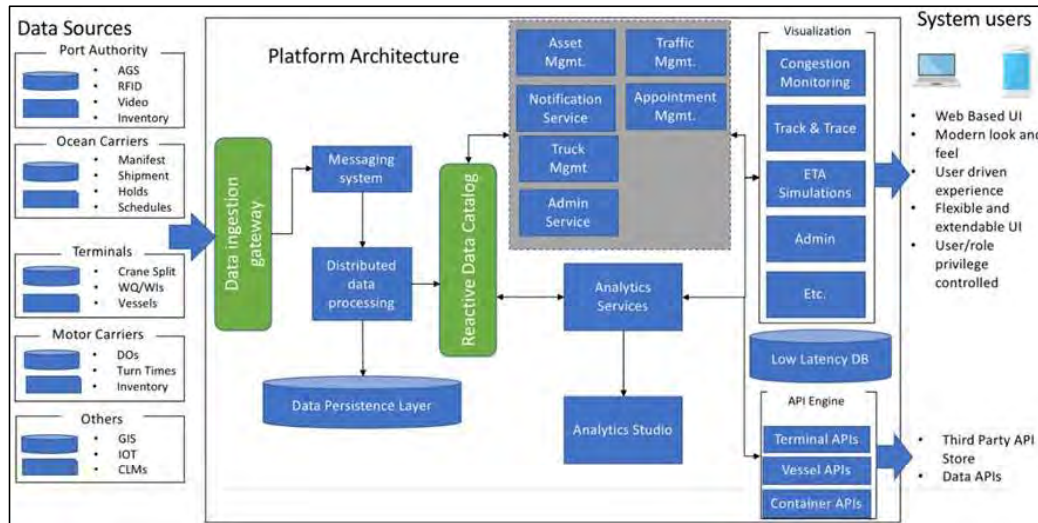 Data Sources
Port Authority
• AGS
• RFID
• Video
• Inventory
Ocean Carriers
• Manifest
• Shipment
• Holds
• Schedules
Terminals
• Crane Split
• WQ/WIs
• Vessels
Motor Carriers
• DOs
• Turn Times
• Inventory
Others
• GIS
• IOT
• CLMs
Platform Architecture
Data ingestion
gateway
Messaging
system
Distributed
data
processing
Data Persistence Layer
Reactive Data Catalog
Asset
Mgmt.
Traffic
Mgmt.
Notification
Service
Appointment
Mgmt.
Truck
Mgmt
Admin
Service
Analytics
Services
Analytics Studio
Visualization
Congestion
Monitoring
Track & Trace
ETA
Simulations
Admin
Etc.
Low Latency DB
API Engine
Terminal APIs
Vessel APIs
Container APIs
System users
• Web Based UI
• Modern look and
feel
• User driven
experience
• Flexible and
extendable UI
• User/role
privilege
controlled
• Third Party API
Store
• Data APIs